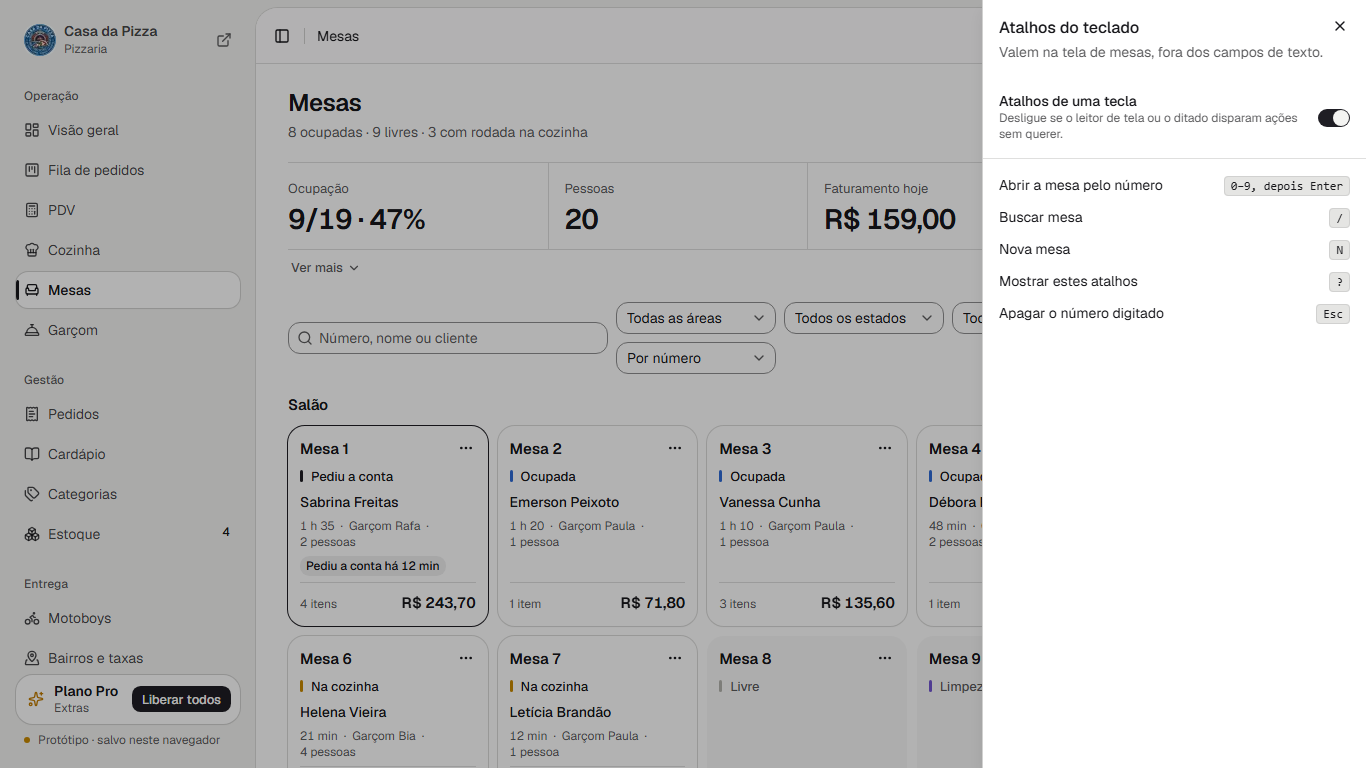 Casa da Pizza
Pizzaria
Operação
Visão geral
Fila de pedidos
PDV
Cozinha
Mesas
Garçom
Gestão
Pedidos
Cardápio
Categorias
Estoque 4
Entrega
Motoboys
Bairros e taxas
Plano Pro
Extras
Liberar todos
Protótipo · salvo neste navegador
Mesas
Mesas
8 ocupadas · 9 livres · 3 com rodada na cozinha
Ocupação
9/19 · 47%
Pessoas
20
Faturamento hoje
R$ 159,00
Ver mais
Número, nome ou cliente
Todas as áreas
Todos os estados
Por número
Salão
Mesa 1
Pediu a conta
Sabrina Freitas
1 h 35 · Garçom Rafa ·
2 pessoas
Pediu a conta há 12 min
4 itens R$ 243,70
Mesa 2
Ocupada
Emerson Peixoto
1 h 20 · Garçom Paula ·
1 pessoa
1 item R$ 71,80
Mesa 3
Ocupada
Vanessa Cunha
1 h 10 · Garçom Paula ·
1 pessoa
3 itens R$ 135,60
Mesa 4
Débora
48 min ·
2 pessoas
1 item
Mesa 6
Na cozinha
Helena Vieira
21 min · Garçom Bia ·
4 pessoas
Mesa 7
Na cozinha
Letícia Brandão
12 min · Garçom Paula ·
1 pessoa
Mesa 8
Livre
Mesa 9
Atalhos do teclado
Valem na tela de mesas, fora dos campos de texto.
Atalhos de uma tecla
Desligue se o leitor de tela ou o ditado disparam ações
sem querer.
Abrir a mesa pelo número 0–9, depois Enter
Buscar mesa /
Nova mesa N
Mostrar estes atalhos ?
Apagar o número digitado Esc